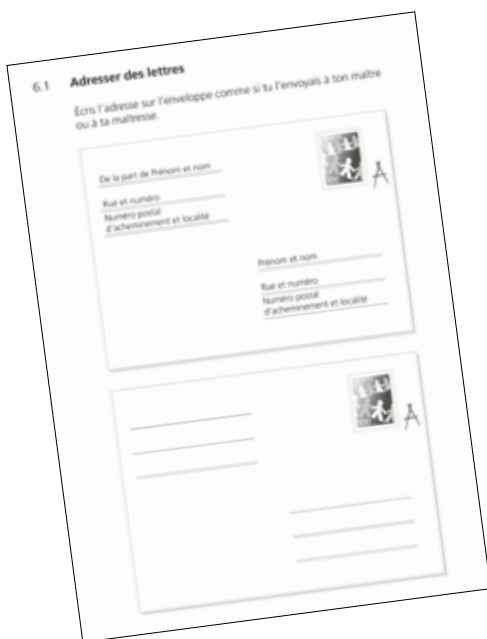 6.1 Adresser des lettres
Écris l'adresse sur l'enveloppe comme si tu l'envoyais à ton maître
ou à ta maîtresse.
De la part de Prénom et nom
Rue et numéro
Numéro postal
d'acheminement et localité
A
Prénom et nom
Rue et numéro
Numéro postal
d'acheminement et localité
A